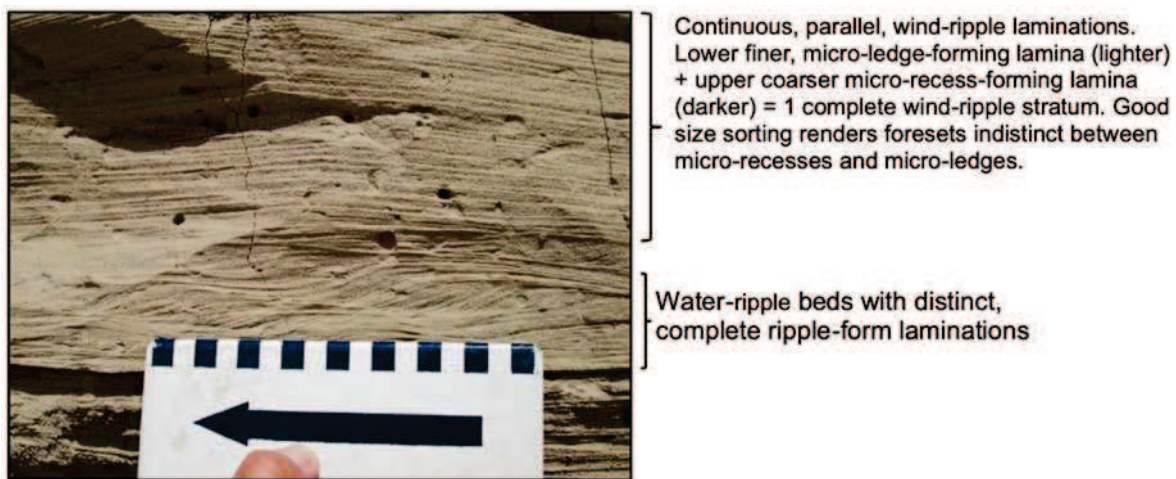 Continuous, parallel, wind-ripple laminations.
Lower finer, micro-ledge-forming lamina (lighter)
+ upper coarser micro-recess-forming lamina
(darker) = 1 complete wind-ripple stratum. Good
size sorting renders foresets indistinct between
micro-recesses and micro-ledges.
Water-ripple beds with distinct,
complete ripple-form laminations